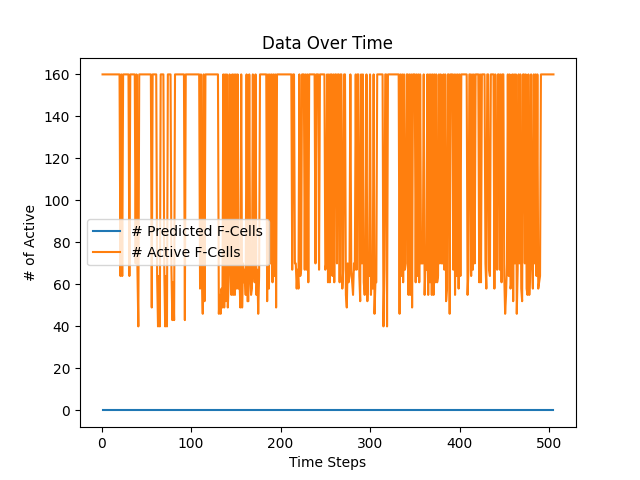 Data Over Time
160
140
120
100
80
60
40
20
0
# of Active
# Predicted F-Cells
# Active F-Cells
0 100 200 300 400 500
Time Steps